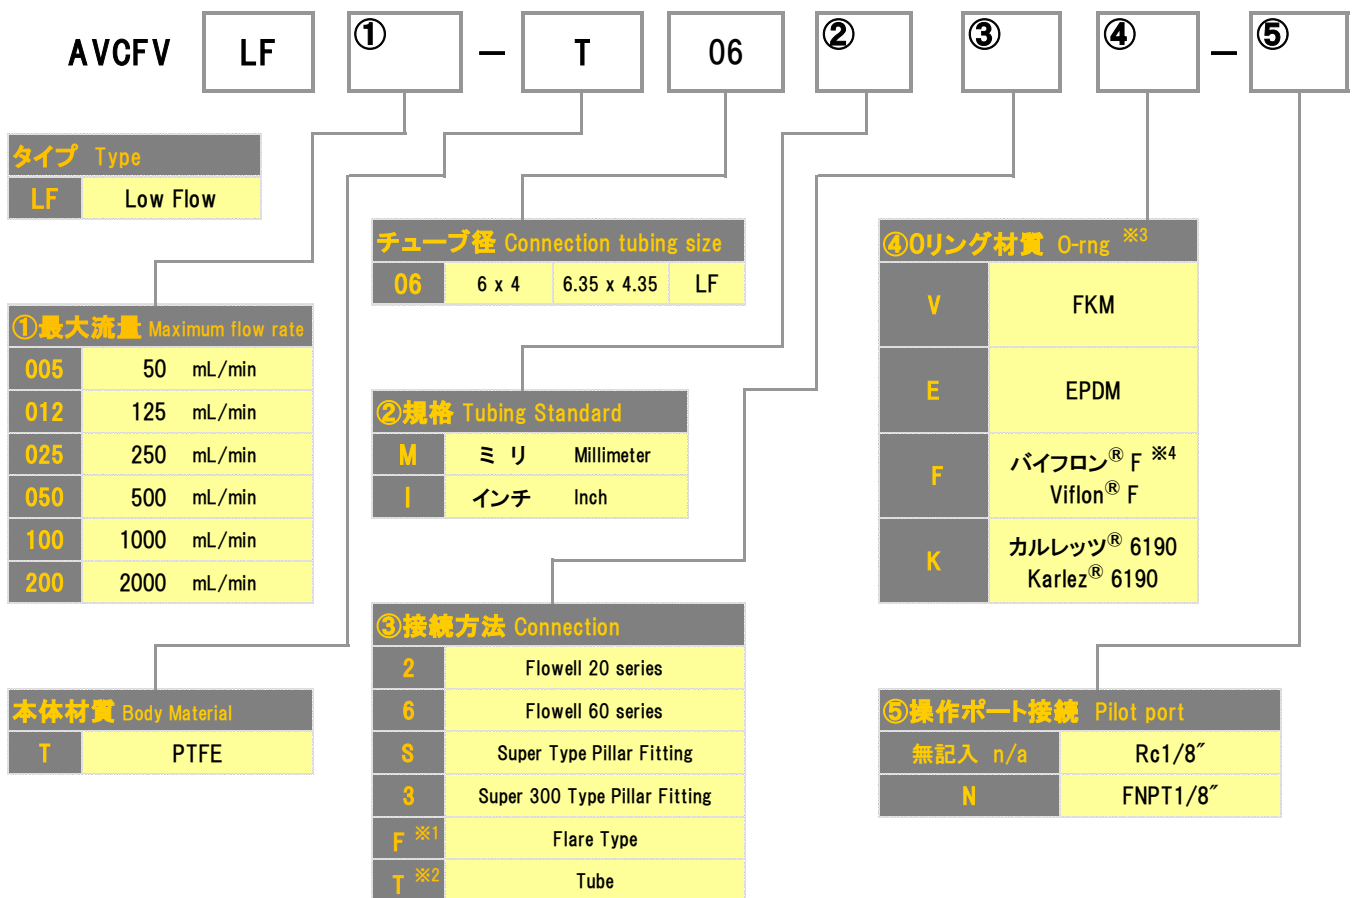 AVCFV LF ① － T 06 ② ③ ④ － ⑤
タイプ Type
LF Low Flow
①最大流量 Maximum flow rate
005 50 mL/min
012 125 mL/min
025 250 mL/min
050 500 mL/min
100 1000 mL/min
200 2000 mL/min
本体材質 Body Material
T PTFE
チューブ径 Connection tubing size
06 6 x 4 6.35 x 4.35 LF
②規格 Tubing Standard
M ミ リ Millimeter
I インチ Inch
③接続方法 Connection
2 Flowell 20 series
6 Flowell 60 series
S Super Type Pillar Fitting
3 Super 300 Type Pillar Fitting
F ※1 Flare Type
T ※2 Tube
④Oリング材質 O-rng ※3
V FKM
E EPDM
F バイフロン® F ※4
Viflon® F
K カルレッツ® 6190
Karlez® 6190
⑤操作ポート接続 Pilot port
無記入 n/a Rc1/8″
N FNPT1/8″